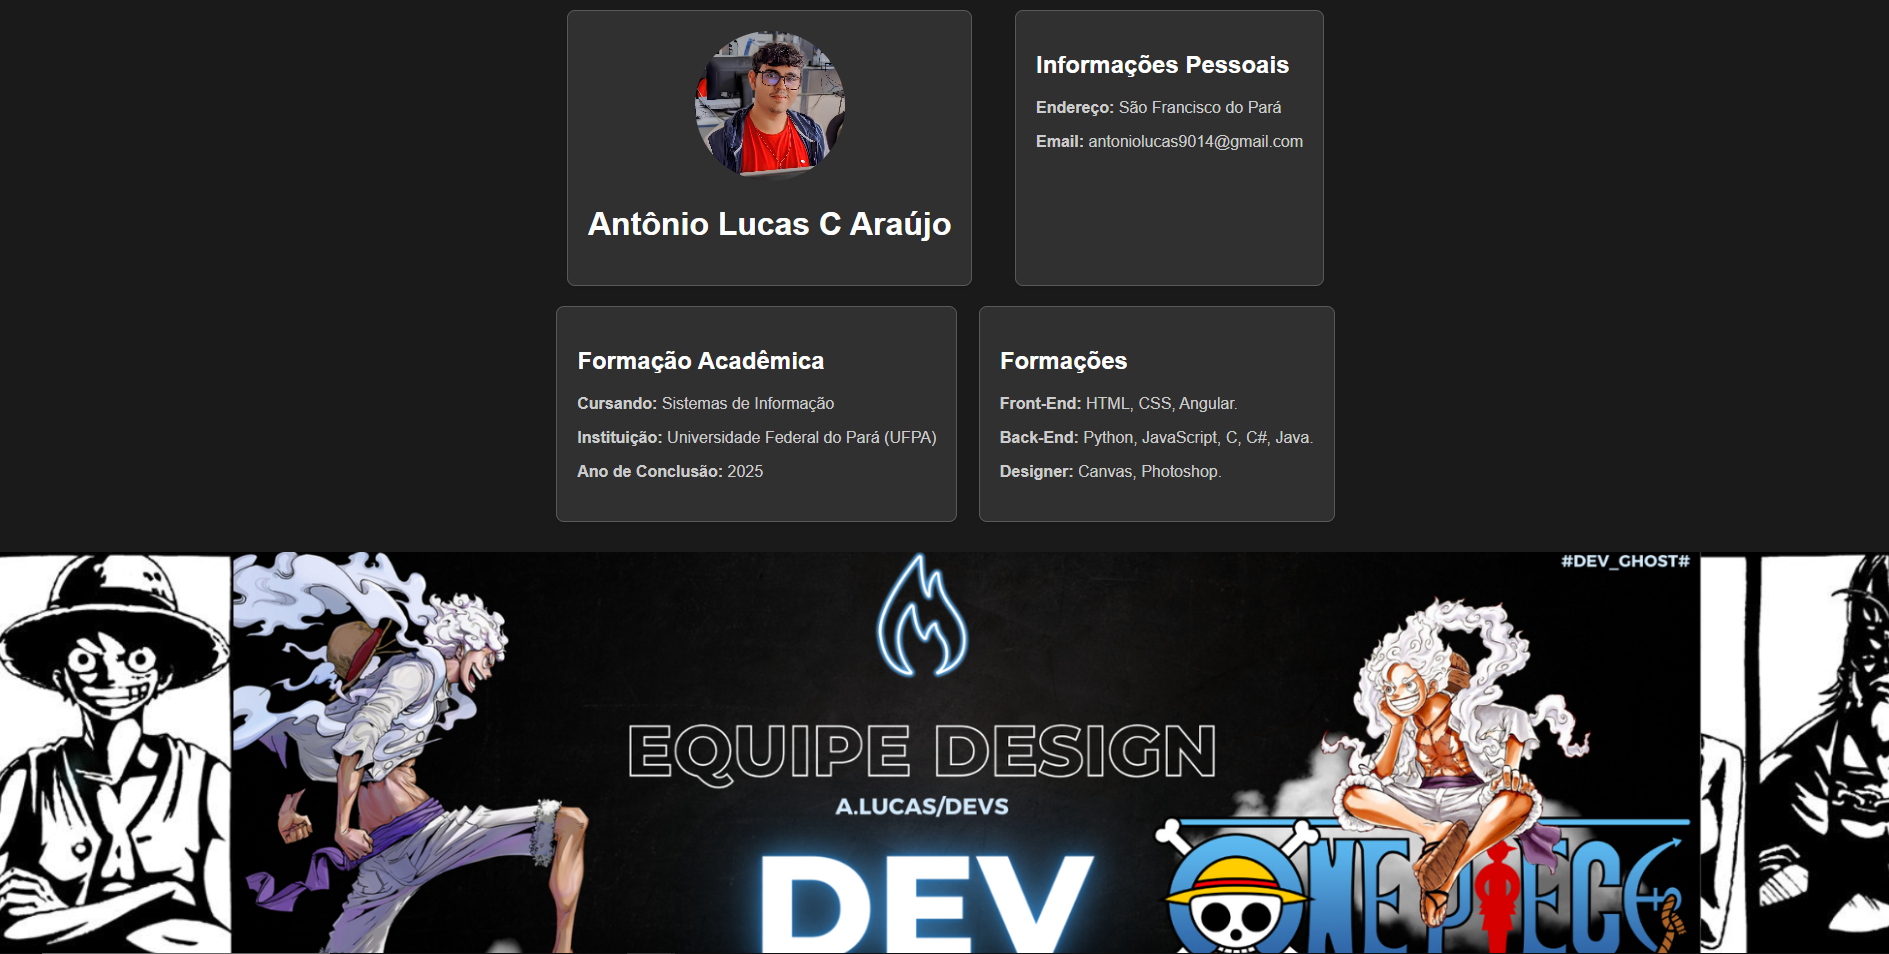 Antônio Lucas C Araújo
Informações Pessoais
Endereço: São Francisco do Pará
Email: antoniolucas9014@gmail.com
Formação Acadêmica
Cursando: Sistemas de Informação
Instituição: Universidade Federal do Pará (UFPA)
Ano de Conclusão: 2025
Formações
Front-End: HTML, CSS, Angular.
Back-End: Python, JavaScript, C, C#, Java.
Designer: Canvas, Photoshop.
#DEV_GHOST#
EQUIPE DESIGN
A.LUCAS/DEVS
DEV
ONE PIECE